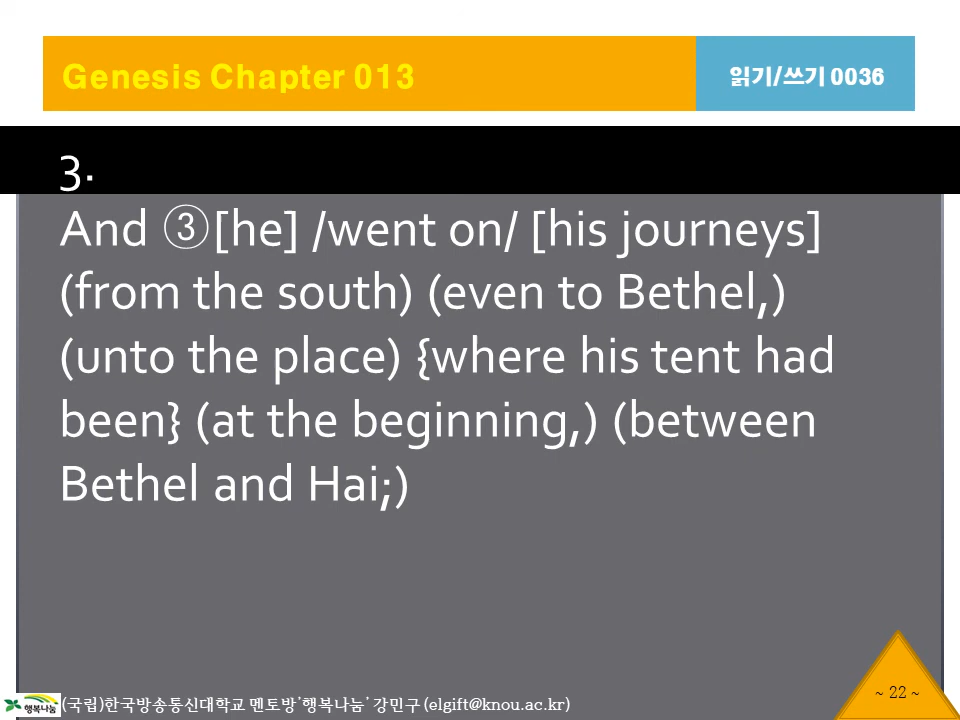 Genesis Chapter 013
읽기/쓰기 0036
3.
And ③[he] /went on/ [his journeys]
(from the south) (even to Bethel,)
(unto the place) {where his tent had
been} (at the beginning,) (between
Bethel and Hai;)
~ 22 ~
행복나눔
(국립)한국방송통신대학교 멘토방'행복나눔' 강민구 (elgift@knou.ac.kr)